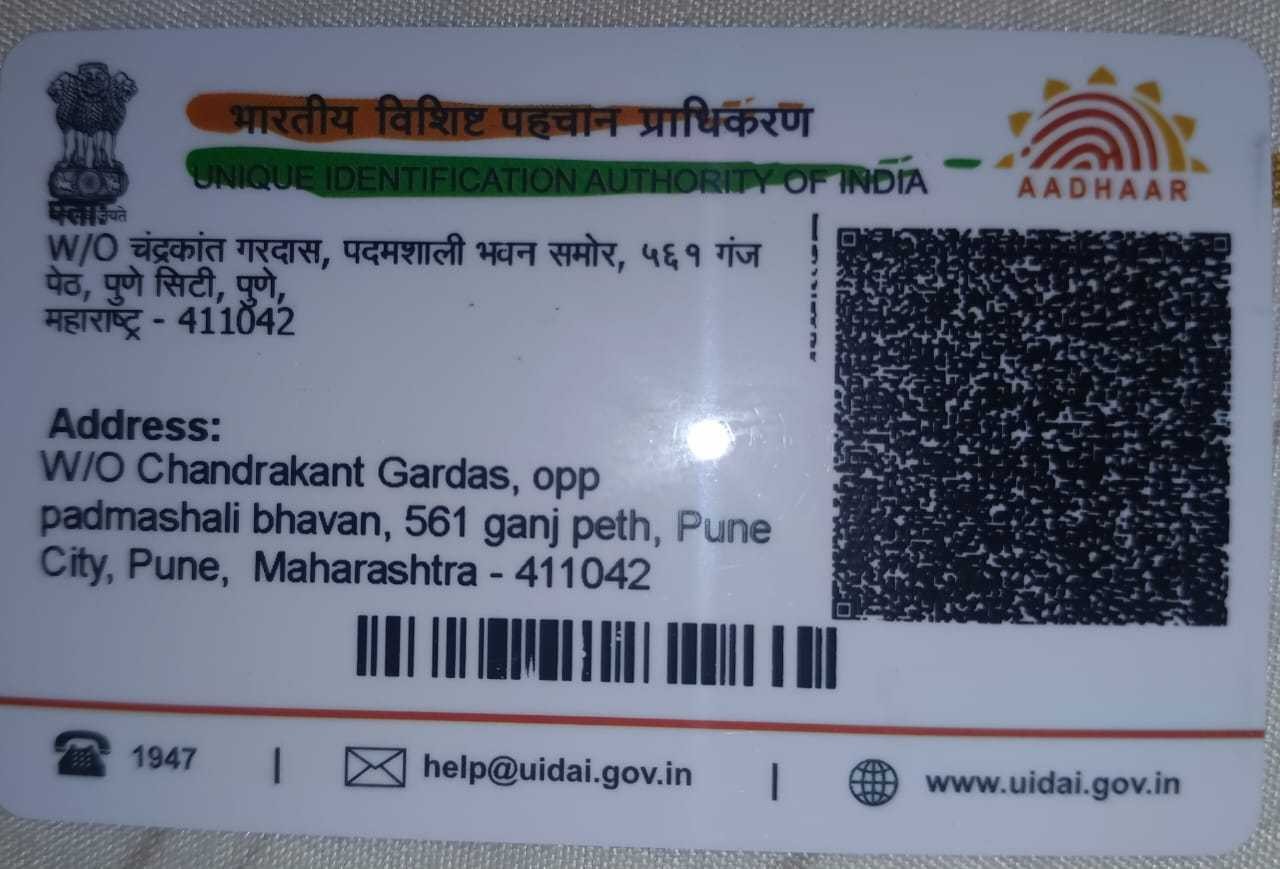 भारतीय विशिष्ट पहचान प्राधिकरण
UNIQUE IDENTIFICATION AUTHORITY OF INDIA
AADHAAR
पता:
W/O चंद्रकांत गरदास, पदमशाली भवन समोर, ५६१ गंज
पेठ, पुणे सिटी, पुणे,
महाराष्ट्र - 411042
Address:
W/O Chandrakant Gardas, opp
padmashali bhavan, 561 ganj peth, Pune
City, Pune, Maharashtra - 411042
1947 | help@uidai.gov.in | www.uidai.gov.in